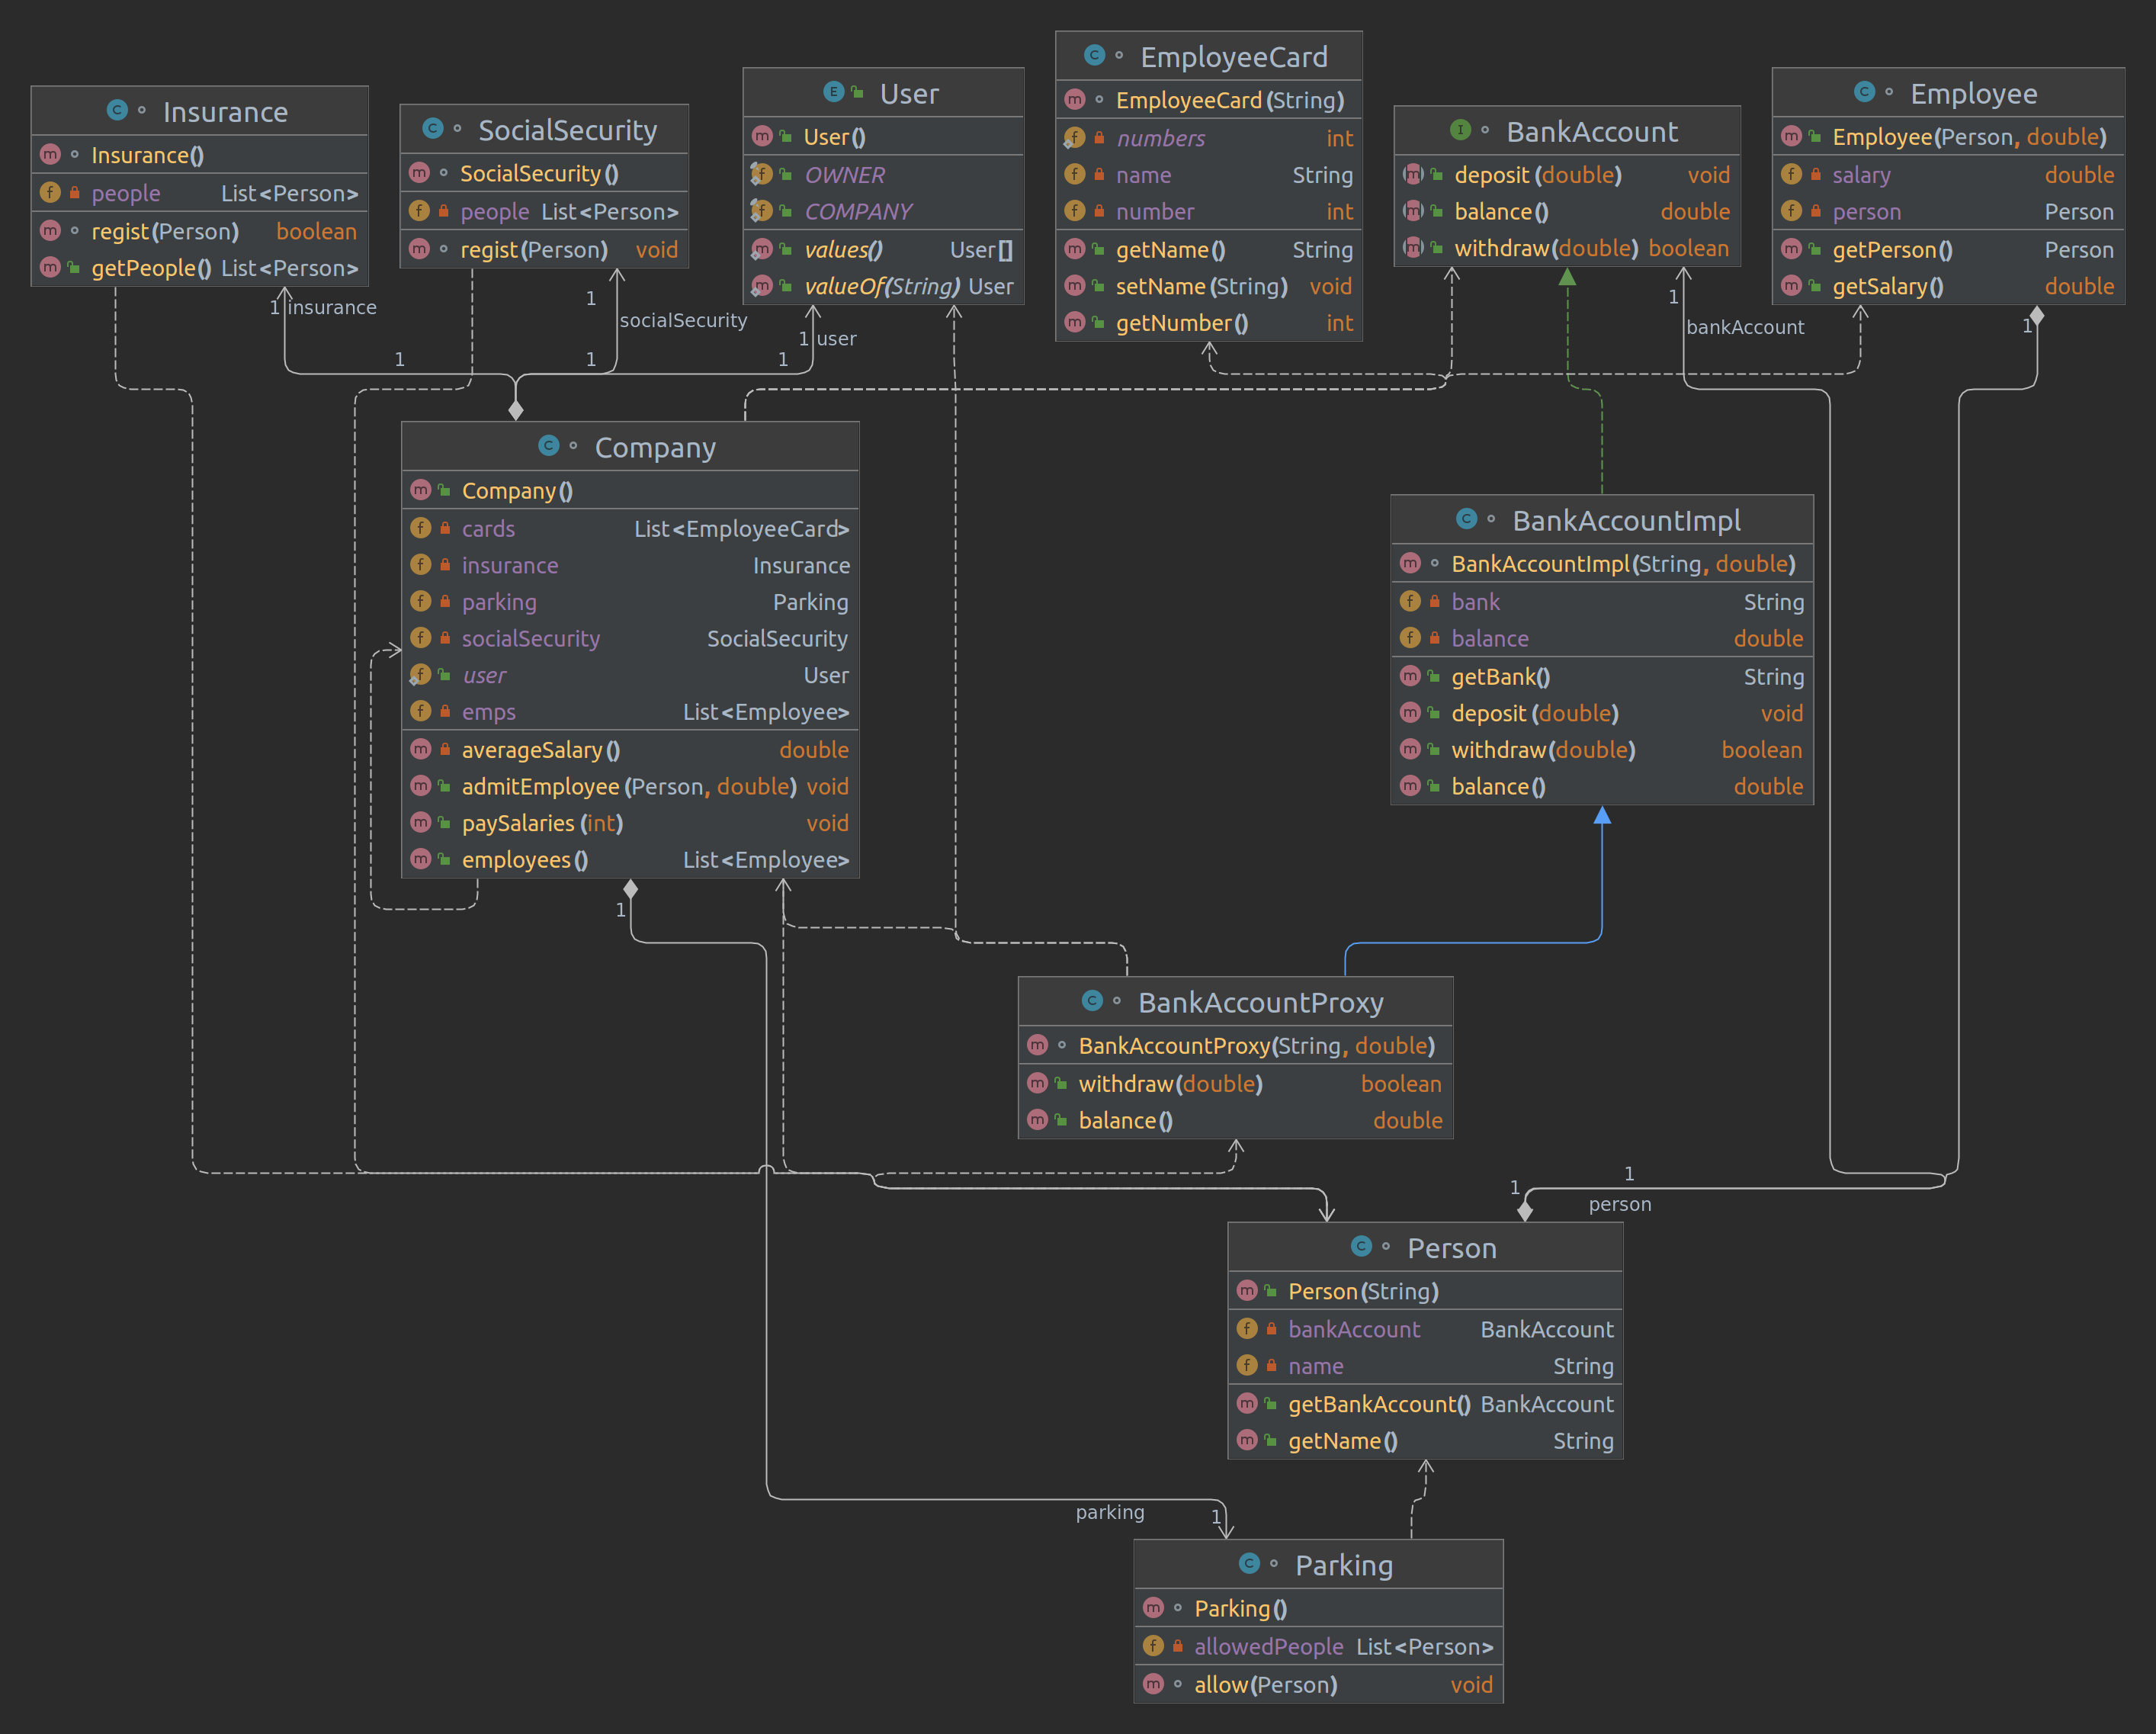 Insurance
Insurance()
people List<Person>
regist(Person) boolean
getPeople() List<Person>
SocialSecurity
SocialSecurity()
people List<Person>
regist(Person) void
User
User()
OWNER
COMPANY
values() User[]
valueOf(String) User
EmployeeCard
EmployeeCard(String)
numbers int
name String
number int
getName() String
setName(String) void
getNumber() int
BankAccount
deposit(double) void
balance() double
withdraw(double) boolean
Employee
Employee(Person, double)
salary double
person Person
getPerson() Person
getSalary() double
1 insurance
1
1
socialSecurity
1
1 user
1
1
bankAccount
1
Company
Company()
cards List<EmployeeCard>
insurance Insurance
parking Parking
socialSecurity SocialSecurity
user User
emps List<Employee>
averageSalary() double
admitEmployee(Person, double) void
paySalaries(int) void
employees() List<Employee>
1
BankAccountImpl
BankAccountImpl(String, double)
bank String
balance double
getBank() String
deposit(double) void
withdraw(double) boolean
balance() double
BankAccountProxy
BankAccountProxy(String, double)
withdraw(double) boolean
balance() double
1
1
person
Person
Person(String)
bankAccount BankAccount
name String
getBankAccount() BankAccount
getName() String
parking
1
Parking
Parking()
allowedPeople List<Person>
allow(Person) void